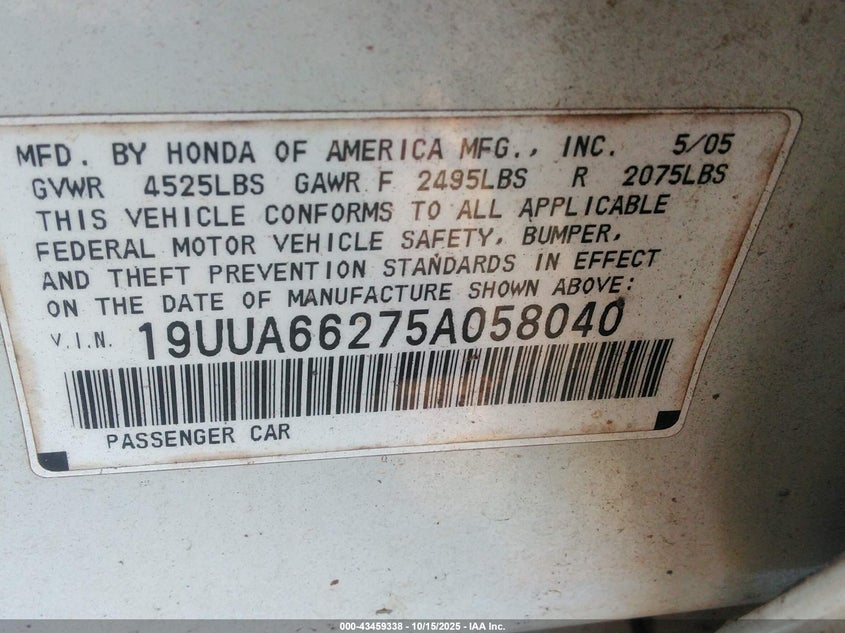 MFD. BY HONDA OF AMERICA MFG., INC. 5/05
GVWR 4525LBS GAWR F 2495LBS R 2075LBS
THIS VEHICLE CONFORMS TO ALL APPLICABLE
FEDERAL MOTOR VEHICLE SAFETY, BUMPER,
AND THEFT PREVENTION STANDARDS IN EFFECT
ON THE DATE OF MANUFACTURE SHOWN ABOVE:
V.I.N. 19UUA66275A058040
PASSENGER CAR
000-43459338 - 10/15/2025 - IAA Inc.